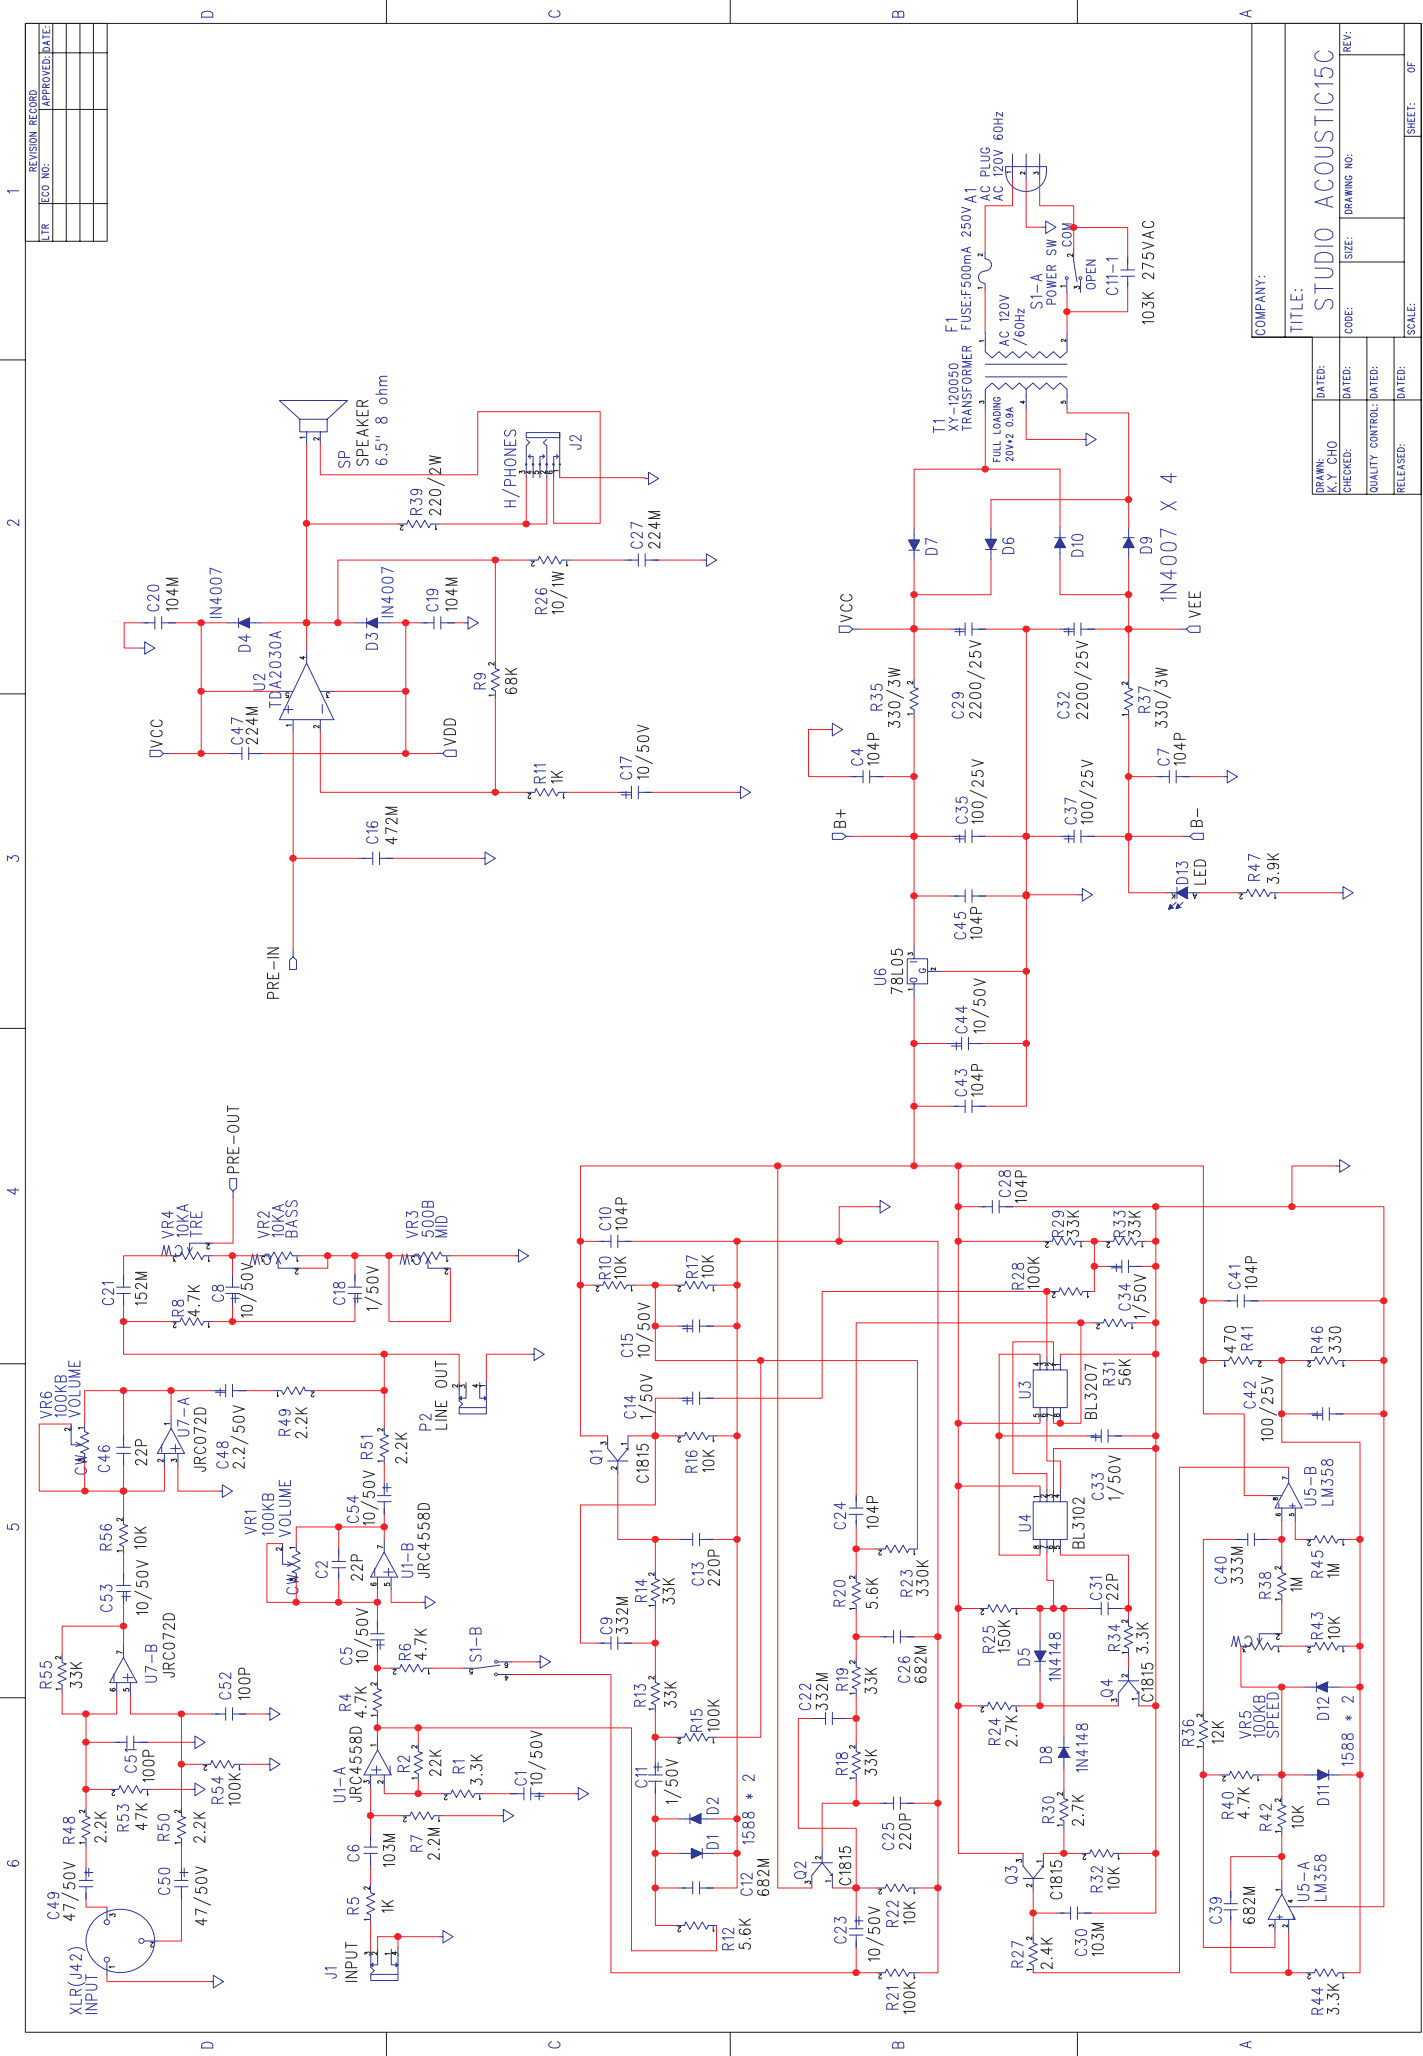 REVISION RECORD
LTR
ECO NO:
APPROVED:
DATE:
1
2
3
4
5
6
D
C
B
A
XLR(J42)
INPUT
C49
47/50V
R48
2.2K
R53
47K
C51
100P
C50
47/50V
R50
2.2K
R54
100K
C52
100P
R55
33K
U7-B
JRC072D
C53
10/50V
R56
10K
VR6
100KB
VOLUME
CW
C46
22P
U7-A
JRC072D
C48
2.2/50V
R49
2.2K
C21
152M
R8
4.7K
VR4
10KA
TRE
PRE-OUT
C8
10/50V
VR2
10KA
BASS
C18
1/50V
VR3
500B
MID
J1
INPUT
R5
1K
C6
103M
R7
2.2M
U1-A
JRC4558D
R2
22K
R1
3.3K
C1
10/50V
R4
4.7K
C5
10/50V
R6
4.7K
S1-B
VR1
100KB
VOLUME
CW
C2
22P
U1-B
JRC4558D
C54
10/50V
R51
2.2K
P2
LINE OUT
PRE-IN
C16
472M
VCC
C47
224M
VDD
U2
TDA2030A
C20
104M
IN4007
D4
D3
IN4007
C19
104M
R9
68K
R11
1K
C17
10/50V
R26
10/1W
C27
224M
R39
220/2W
SP
SPEAKER
6.5" 8 ohm
H/PHONES
J2
R12
5.6K
C12
682M
D1
D2
1588 * 2
C11
1/50V
R13
33K
R15
100K
C9
332M
R14
33K
C13
220P
Q1
C1815
R16
10K
C14
1/50V
C15
10/50V
R10
10K
R17
10K
C10
104P
R21
100K
C23
10/50V
R22
10K
Q2
C1815
C25
220P
R18
33K
C22
332M
R19
33K
C26
682M
R20
5.6K
R23
330K
C24
104P
R27
2.4K
C30
103M
Q3
C1815
R32
10K
R30
2.7K
D8
1N4148
R24
2.7K
R25
150K
D5
1N4148
Q4
C1815
R34
3.3K
C31
22P
U4
BL3102
C33
1/50V
U3
BL3207
R31
56K
R28
100K
C34
1/50V
R29
33K
R33
33K
C28
104P
R44
3.3K
C39
682M
U5-A
LM358
R42
10K
R40
4.7K
R36
12K
D11
D12
1588 * 2
VR5
100KB
SPEED
R43
10K
R38
1M
C40
333M
R45
1M
U5-B
LM358
C42
100/25V
R41
470
R46
330
C41
104P
C43
104P
C44
10/50V
U6
78L05
C45
104P
B+
C35
100/25V
C37
100/25V
B-
C4
104P
C7
104P
R35
330/3W
R37
330/3W
D13
LED
R47
3.9K
VCC
C29
2200/25V
C32
2200/25V
VEE
D7
D6
D10
D9
1N4007 X 4
T1
XY-120050
TRANSFORMER
FULL LOADING
20V*2 0.9A
F1
FUSE:F500mA 250V
AC 120V
/60Hz
A1
AC PLUG
AC 120V 60Hz
S1-A
POWER SW
COM
OPEN
C11-1
103K 275VAC
COMPANY:
TITLE:
STUDIO ACOUSTIC15C
CODE:
SIZE:
DRAWING NO:
REV:
SCALE:
SHEET:
OF
DRAWN:
K.Y CHO
DATED:
CHECKED:
DATED:
QUALITY CONTROL:
DATED:
RELEASED:
DATED: